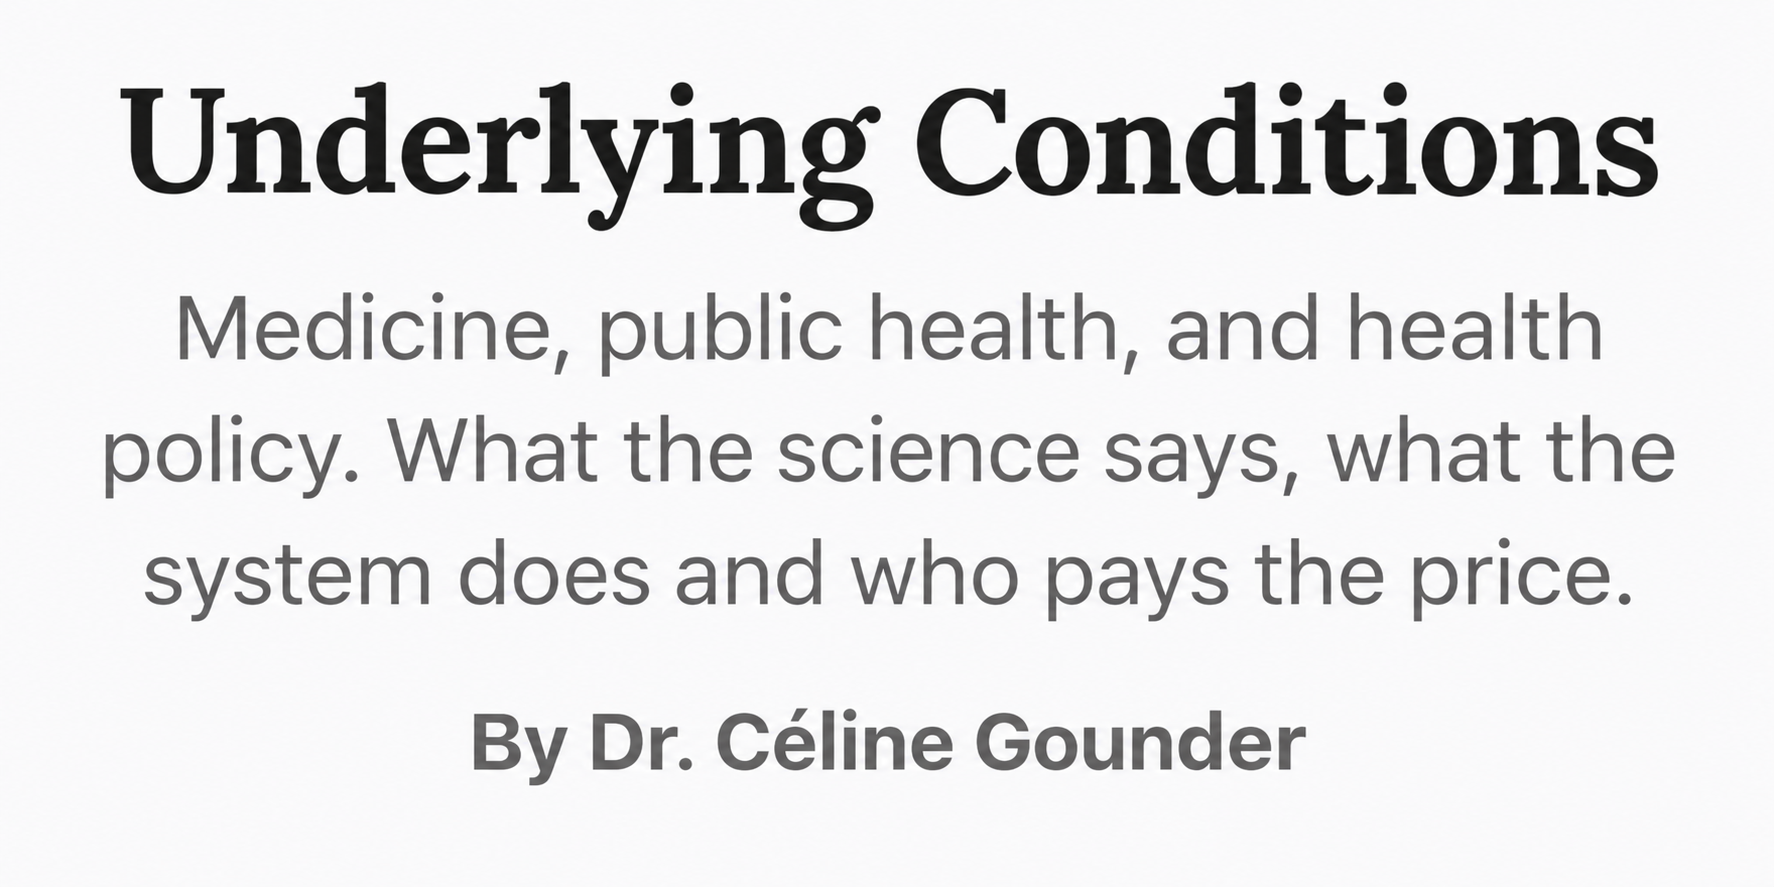 Underlying Conditions
Medicine, public health, and health
policy. What the science says, what the
system does and who pays the price.
By Dr. Céline Gounder